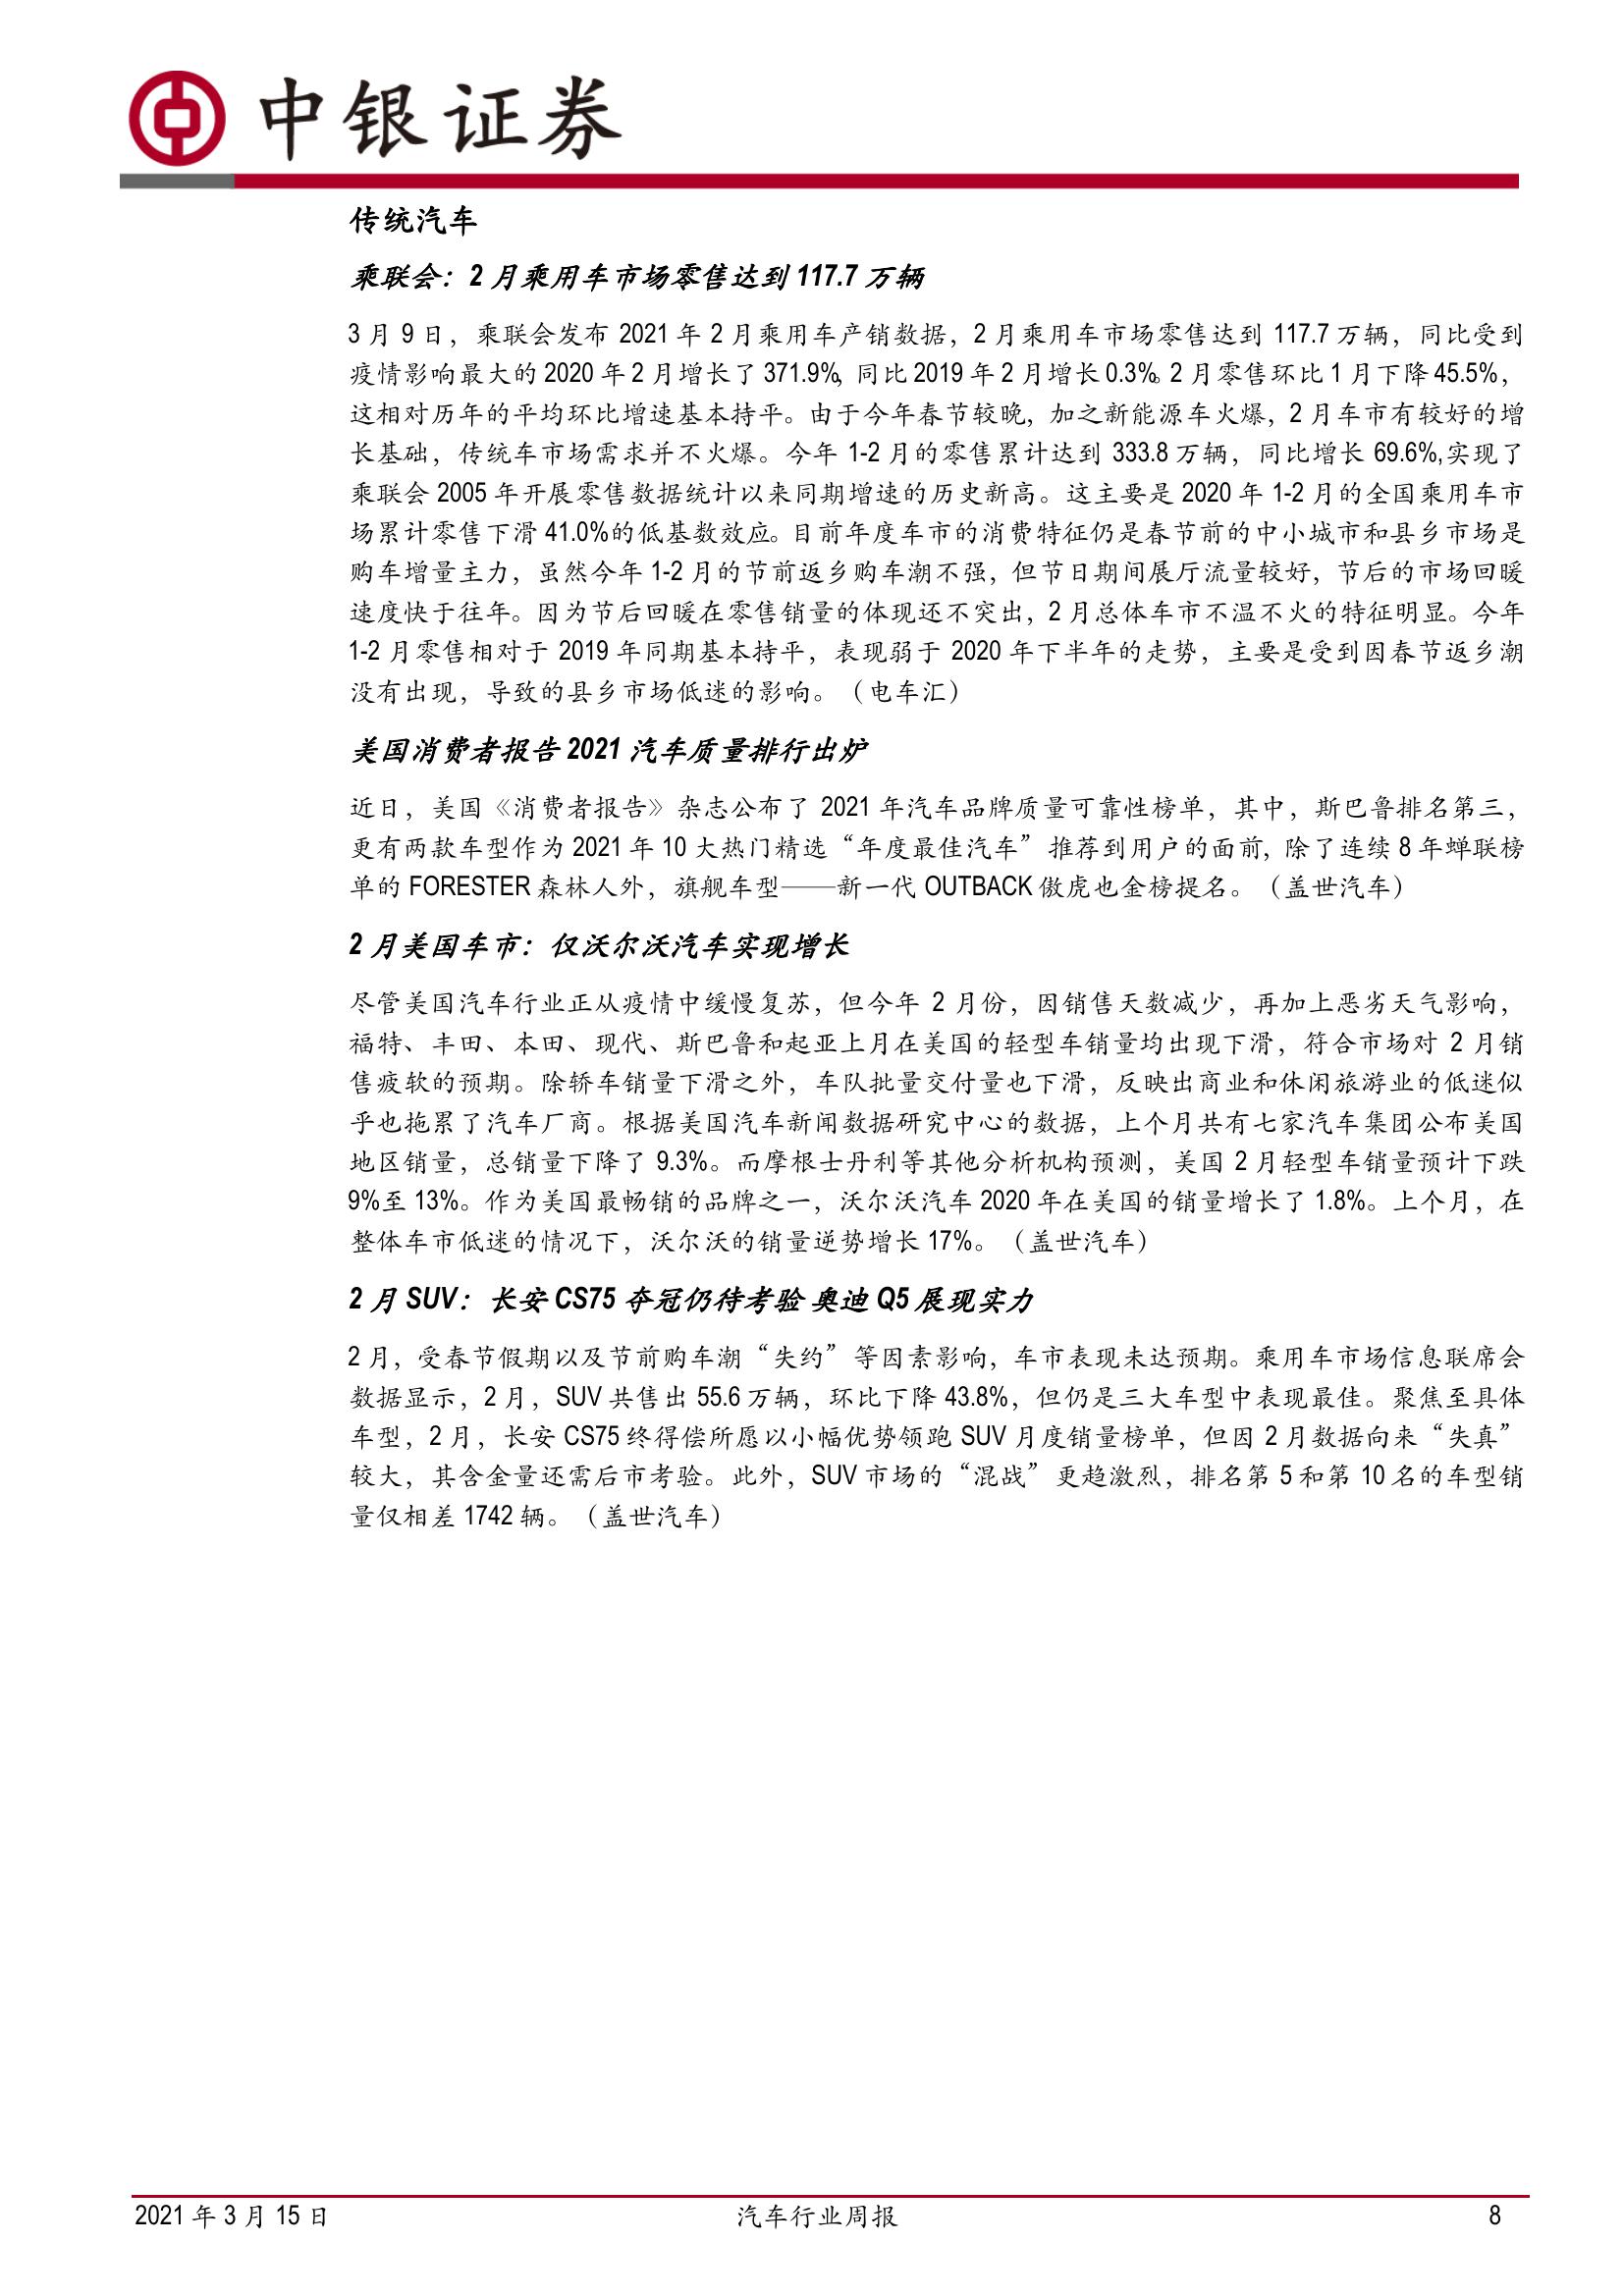 中银证券
传统汽车
乘联会：2 月乘用车市场零售达到 117.7 万辆
3 月 9 日，乘联会发布 2021 年 2 月乘用车产销数据，2 月乘用车市场零售达到 117.7 万辆，同比受到
疫情影响最大的 2020 年 2 月增长了 371.9%，同比 2019 年 2 月增长 0.3%。2 月零售环比 1 月下降 45.5%，
这相对历年的平均环比增速基本持平。由于今年春节较晚，加之新能源车火爆，2 月车市有较好的增
长基础，传统车市场需求并不火爆。今年 1-2 月的零售累计达到 333.8 万辆，同比增长 69.6%,实现了
乘联会 2005 年开展零售数据统计以来同期增速的历史新高。这主要是 2020 年 1-2 月的全国乘用车市
场累计零售下滑 41.0%的低基数效应。目前年度车市的消费特征仍是春节前的中小城市和县乡市场是
购车增量主力，虽然今年 1-2 月的节前返乡购车潮不强，但节日期间展厅流量较好，节后的市场回暖
速度快于往年。因为节后回暖在零售销量的体现还不突出，2 月总体车市不温不火的特征明显。今年
1-2 月零售相对于 2019 年同期基本持平，表现弱于 2020 年下半年的走势，主要是受到因春节返乡潮
没有出现，导致的县乡市场低迷的影响。（电车汇）
美国消费者报告 2021 汽车质量排行出炉
近日，美国《消费者报告》杂志公布了 2021 年汽车品牌质量可靠性榜单，其中，斯巴鲁排名第三，
更有两款车型作为 2021 年 10 大热门精选“年度最佳汽车”推荐到用户的面前，除了连续 8 年蝉联榜
单的 FORESTER 森林人外，旗舰车型——新一代 OUTBACK 傲虎也金榜提名。（盖世汽车）
2 月美国车市：仅沃尔沃汽车实现增长
尽管美国汽车行业正从疫情中缓慢复苏，但今年 2 月份，因销售天数减少，再加上恶劣天气影响，
福特、丰田、本田、现代、斯巴鲁和起亚上月在美国的轻型车销量均出现下滑，符合市场对 2 月销
售疲软的预期。除轿车销量下滑之外，车队批量交付量也下滑，反映出商业和休闲旅游业的低迷似
乎也拖累了汽车厂商。根据美国汽车新闻数据研究中心的数据，上个月共有七家汽车集团公布美国
地区销量，总销量下降了 9.3%。而摩根士丹利等其他分析机构预测，美国 2 月轻型车销量预计下跌
9%至 13%。作为美国最畅销的品牌之一，沃尔沃汽车 2020 年在美国的销量增长了 1.8%。上个月，在
整体车市低迷的情况下，沃尔沃的销量逆势增长 17%。（盖世汽车）
2 月 SUV：长安 CS75 夺冠仍待考验 奥迪 Q5 展现实力
2 月，受春节假期以及节前购车潮“失约”等因素影响，车市表现未达预期。乘用车市场信息联席会
数据显示，2 月，SUV 共售出 55.6 万辆，环比下降 43.8%，但仍是三大车型中表现最佳。聚焦至具体
车型，2 月，长安 CS75 终得偿所愿以小幅优势领跑 SUV 月度销量榜单，但因 2 月数据向来“失真”
较大，其含金量还需后市考验。此外，SUV 市场的“混战”更趋激烈，排名第 5 和第 10 名的车型销
量仅相差 1742 辆。（盖世汽车）
2021 年 3 月 15 日
汽车行业周报
8